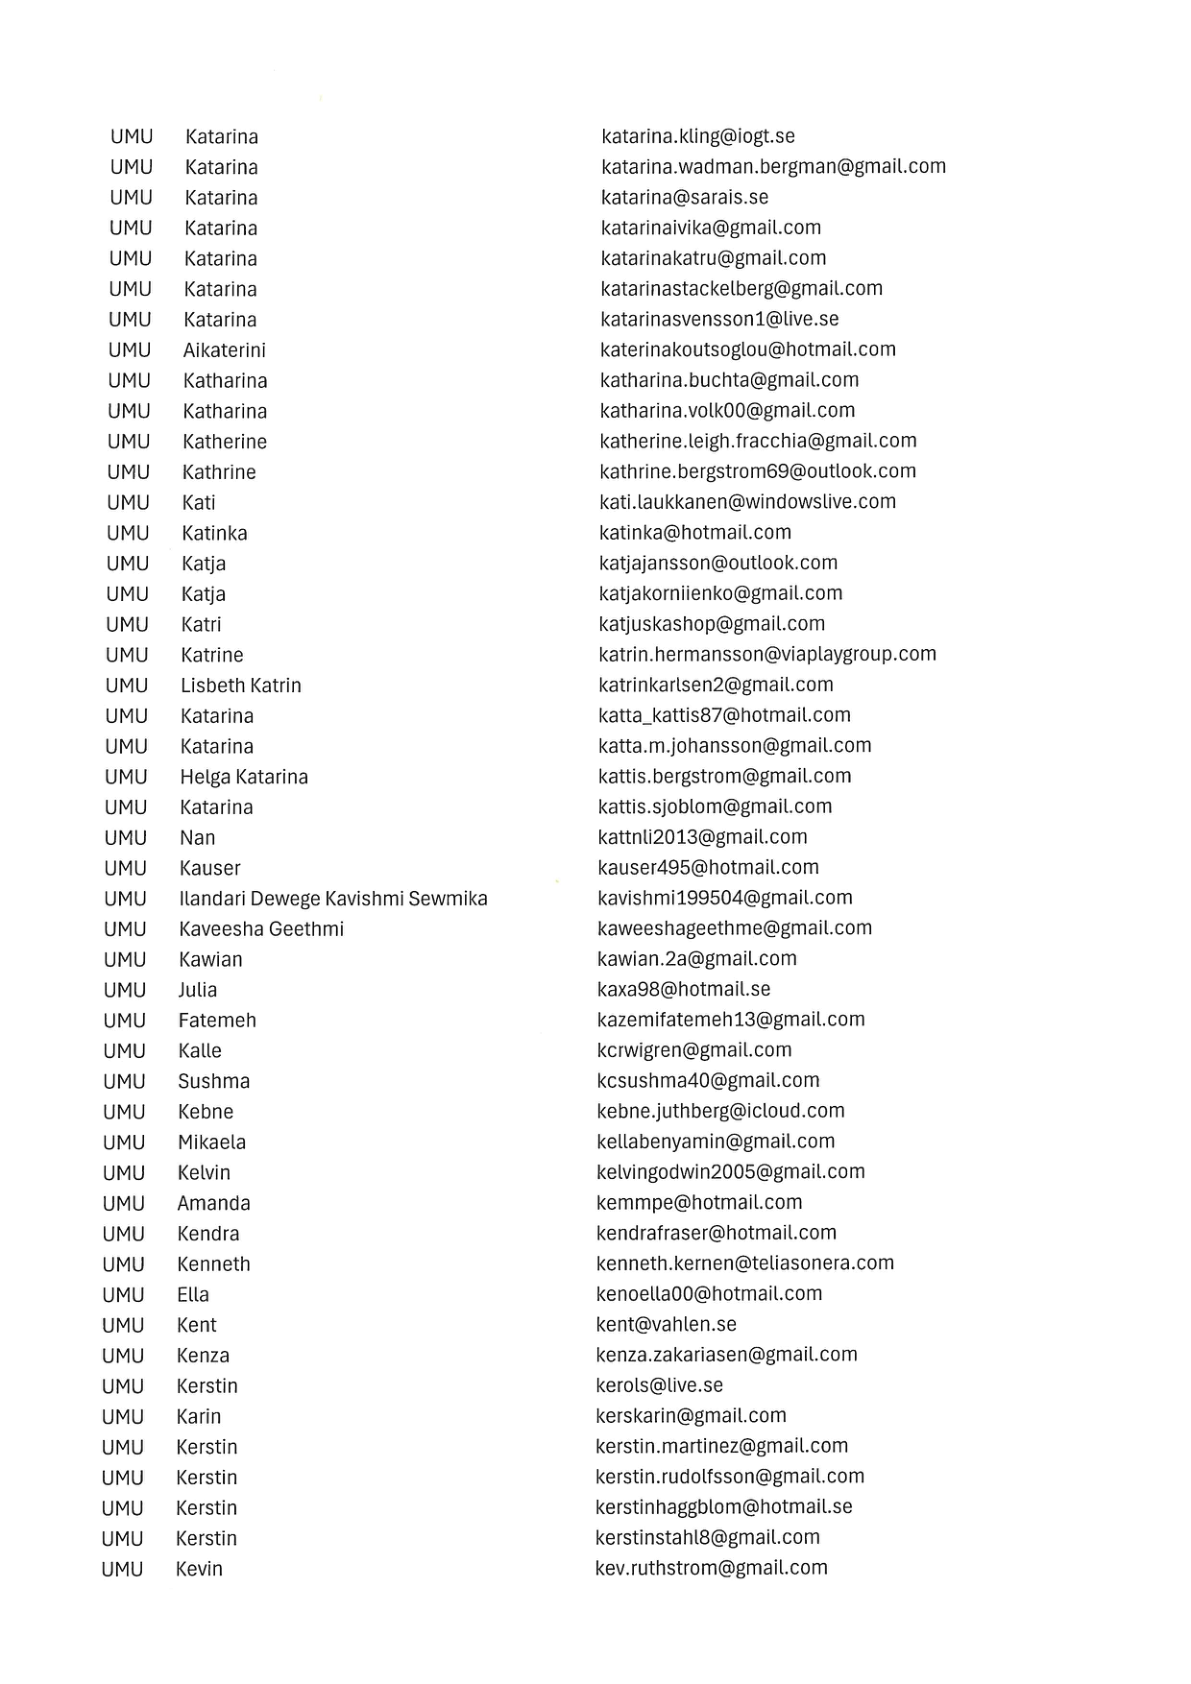 UMU Katarina katarina.kling@iogt.se
UMU Katarina katarina.wadman.bergman@gmail.com
UMU Katarina katarina@sarais.se
UMU Katarina katarinaivika@gmail.com
UMU Katarina katarinakatru@gmail.com
UMU Katarina katarinastackelberg@gmail.com
UMU Katarina katarinasvensson1@live.se
UMU Aikaterini katerinakoutsoglou@hotmail.com
UMU Katharina katharina.buchta@gmail.com
UMU Katharina katharina.volk00@gmail.com
UMU Katherine katherine.leigh.fracchia@gmail.com
UMU Kathrine kathrine.bergstrom69@outlook.com
UMU Kati kati.laukkanen@windowslive.com
UMU Katinka katinka@hotmail.com
UMU Katja katjajansson@outlook.com
UMU Katja katjakorniienko@gmail.com
UMU Katri katjuskashop@gmail.com
UMU Katrine katrin.hermansson@viaplaygroup.com
UMU Lisbeth Katrin katrinkarlsen2@gmail.com
UMU Katarina katta_kattis87@hotmail.com
UMU Katarina katta.m.johansson@gmail.com
UMU Helga Katarina kattis.bergstrom@gmail.com
UMU Katarina kattis.sjoblom@gmail.com
UMU Nan kattnli2013@gmail.com
UMU Kauser kauser495@hotmail.com
UMU Ilandari Dewege Kavishmi Sewmika kavishmi199504@gmail.com
UMU Kaveesha Geethmi kaweeshageethme@gmail.com
UMU Kawian kawian.2a@gmail.com
UMU Julia kaxa98@hotmail.se
UMU Fatemeh kazemifatemeh13@gmail.com
UMU Kalle kcrwigren@gmail.com
UMU Sushma kcsushma40@gmail.com
UMU Kebne kebne.juthberg@icloud.com
UMU Mikaela kellabenyamin@gmail.com
UMU Kelvin kelvingodwin2005@gmail.com
UMU Amanda kemmpe@hotmail.com
UMU Kendra kendrafraser@hotmail.com
UMU Kenneth kenneth.kernen@teliasonera.com
UMU Ella kenoella00@hotmail.com
UMU Kent kent@vahlen.se
UMU Kenza kenza.zakariasen@gmail.com
UMU Kerstin kerols@live.se
UMU Karin kerskarin@gmail.com
UMU Kerstin kerstin.martinez@gmail.com
UMU Kerstin kerstin.rudolfsson@gmail.com
UMU Kerstin kerstinhaggblom@hotmail.se
UMU Kerstin kerstinstahl8@gmail.com
UMU Kevin kev.ruthstrom@gmail.com